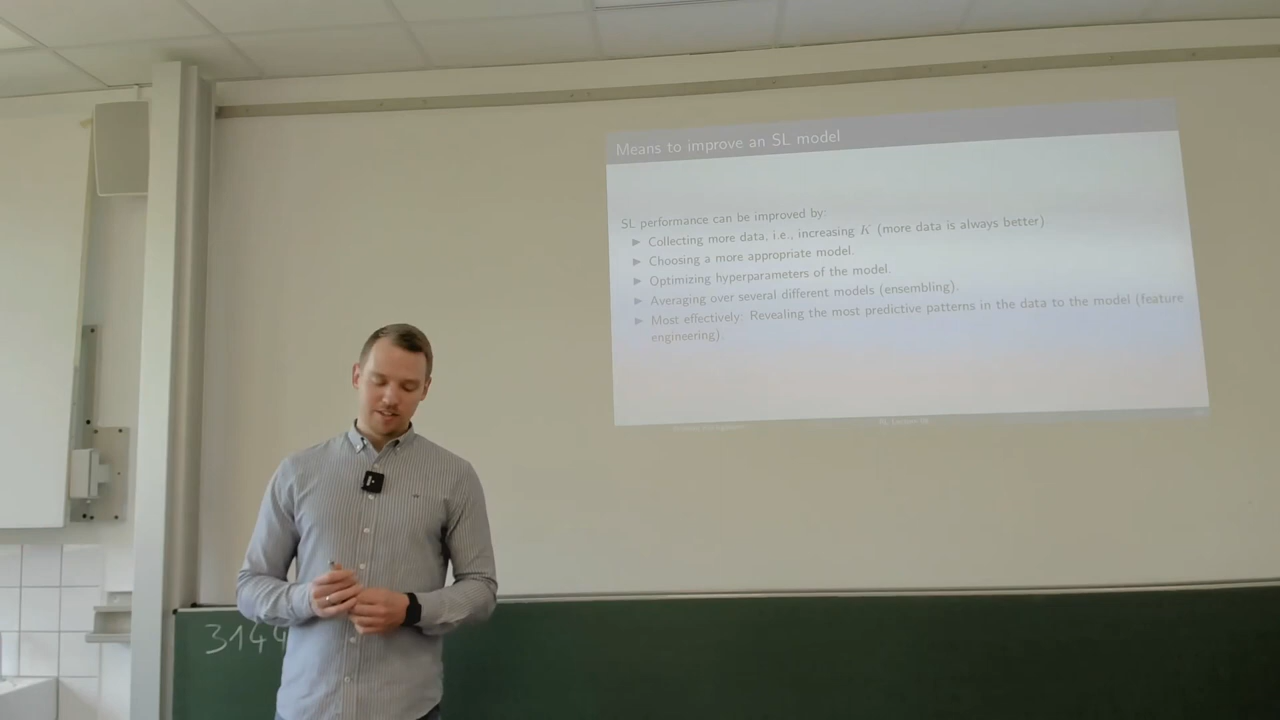 Means to improve an SL model
SL performance can be improved by:
▶ Collecting more data, i.e., increasing K (more data is always better)
▶ Choosing a more appropriate model.
▶ Optimizing hyperparameters of the model.
▶ Averaging over several different models (ensembling).
▶ Most effectively: Revealing the most predictive patterns in the data to the model (feature
engineering).
3144